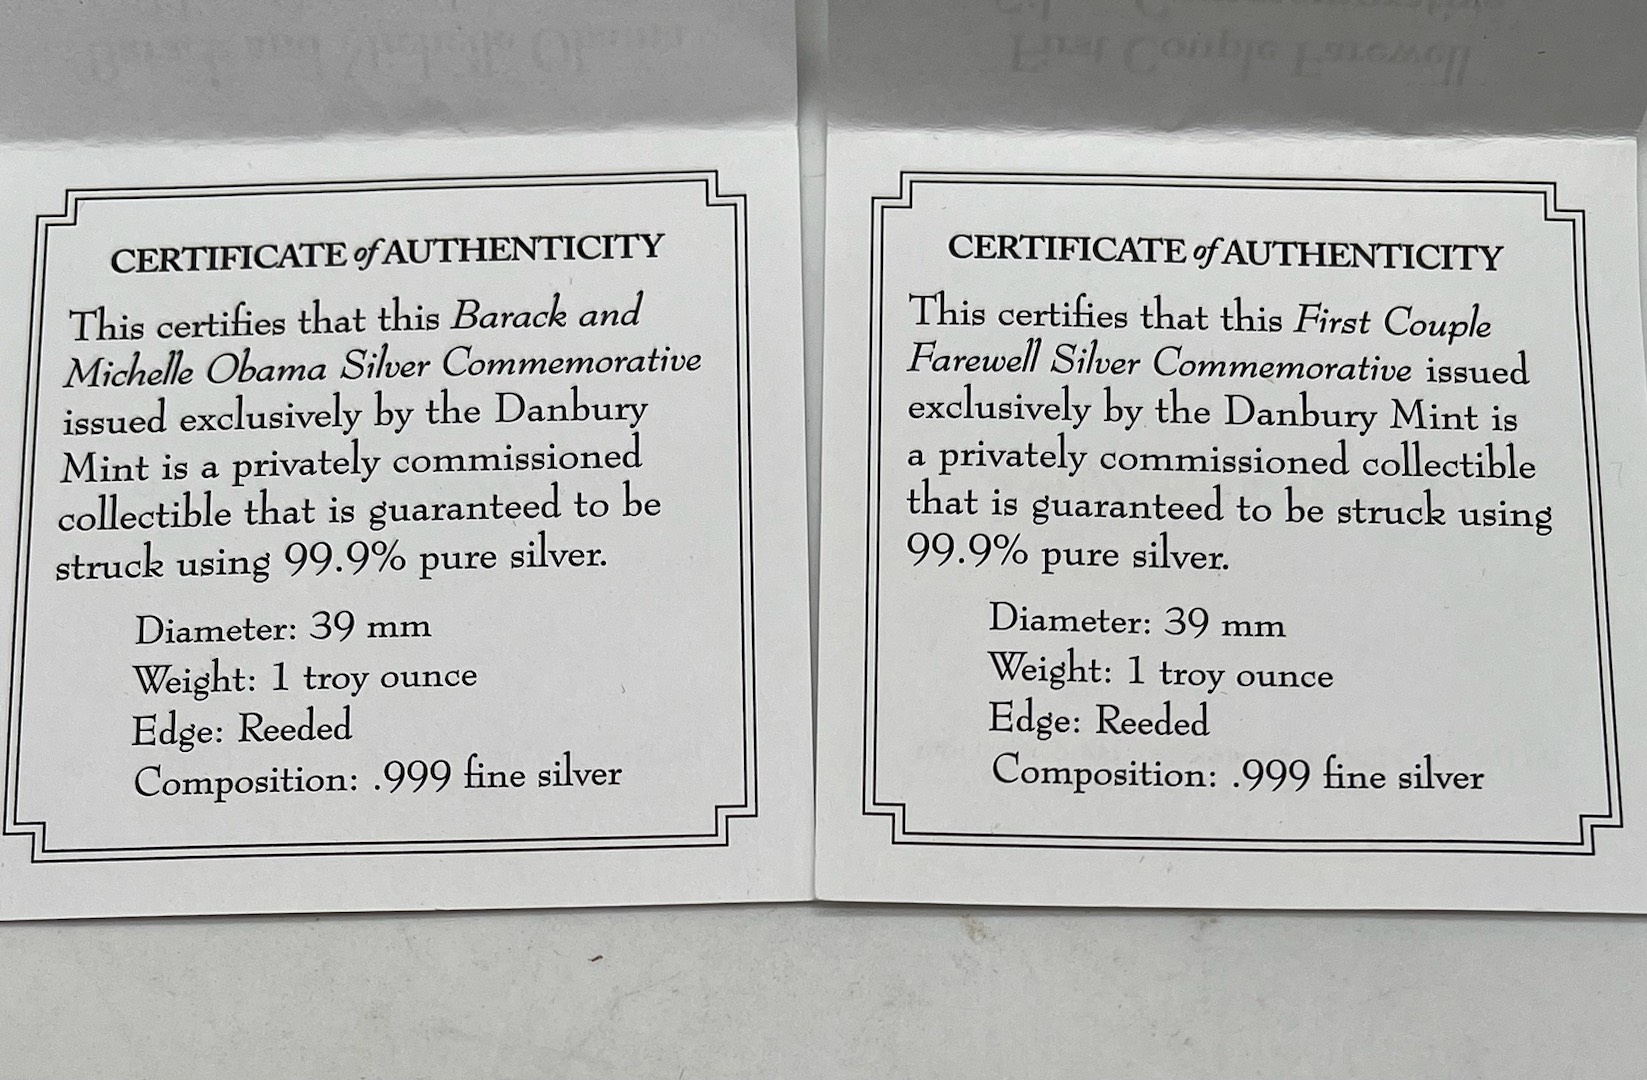 CERTIFICATE of AUTHENTICITY
This certifies that this Barack and
Michelle Obama Silver Commemorative
issued exclusively by the Danbury
Mint is a privately commissioned
collectible that is guaranteed to be
struck using 99.9% pure silver.
Diameter: 39 mm
Weight: 1 troy ounce
Edge: Reeded
Composition: .999 fine silver
First Couple Farewell
CERTIFICATE of AUTHENTICITY
This certifies that this First Couple
Farewell Silver Commemorative issued
exclusively by the Danbury Mint is
a privately commissioned collectible
that is guaranteed to be struck using
99.9% pure silver.
Diameter: 39 mm
Weight: 1 troy ounce
Edge: Reeded
Composition: .999 fine silver